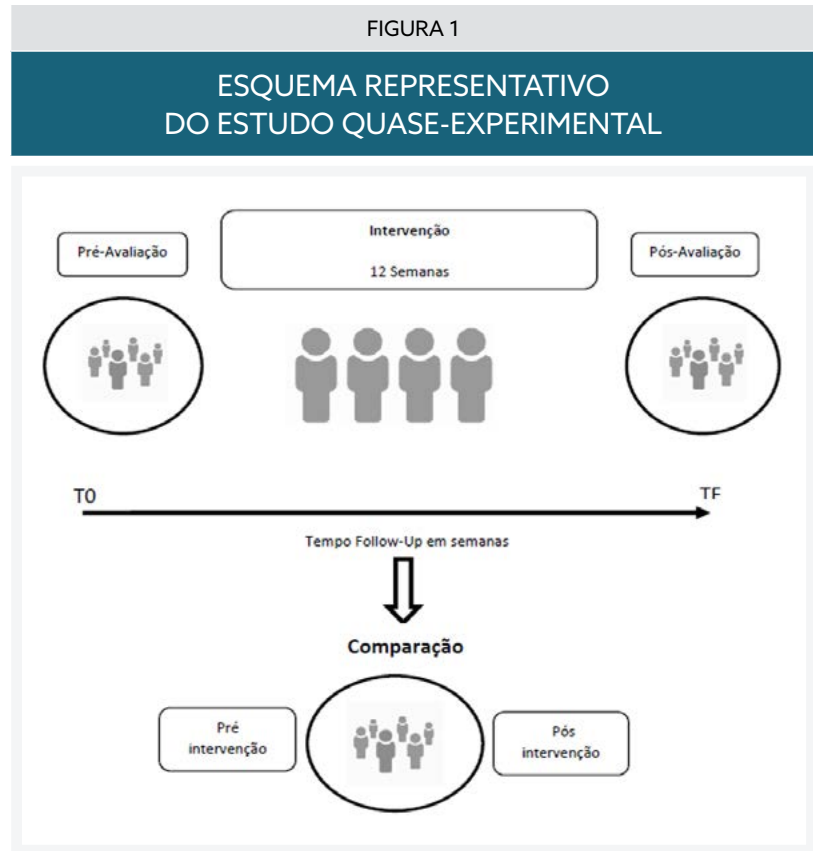 FIGURA 1
ESQUEMA REPRESENTATIVO
DO ESTUDO QUASE-EXPERIMENTAL
Pré-Avaliação
Intervenção
12 Semanas
Pós-Avaliação
T0
TF
Tempo Follow-Up em semanas
Comparação
Pré
intervenção
Pós
intervenção